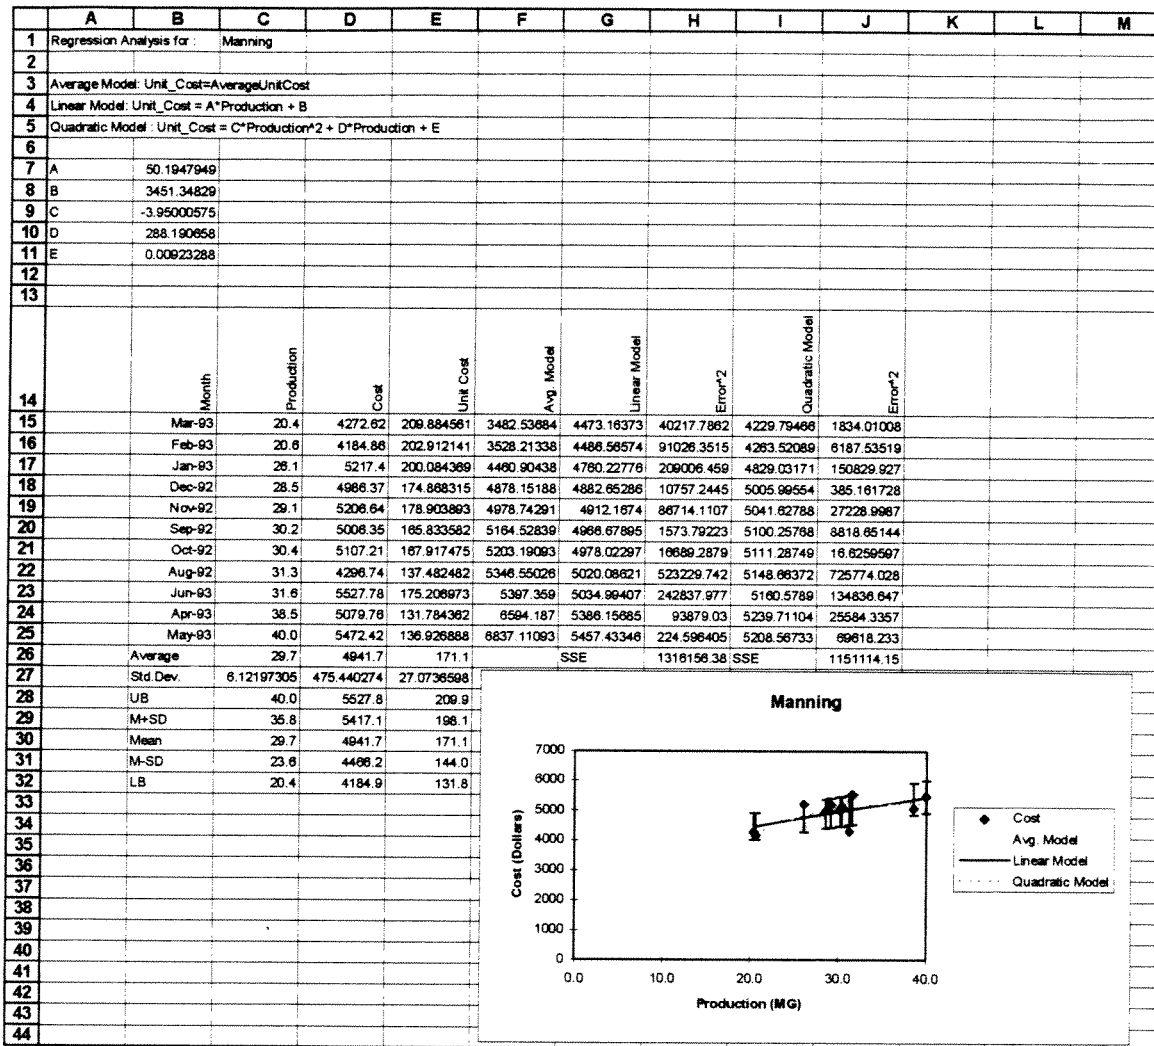 A B C D E F G H I J K L M
1 Regression Analysis for : Manning
2
3 Average Model: Unit_Cost=AverageUnitCost
4 Linear Model: Unit_Cost = A*Production + B
5 Quadratic Model : Unit_Cost = C*Production^2 + D*Production + E
6
7 A 50.1947949
8 B 3451.34829
9 C -3.95000575
10 D 288.190658
11 E 0.00923288
12
13
14 Month Production Cost Unit Cost Avg. Model Linear Model Error^2 Quadratic Model Error^2
15 Mar-93 20.4 4272.62 209.884561 3482.53684 4473.16373 40217.7862 4229.79466 1834.01008
16 Feb-93 20.6 4184.86 202.912141 3528.21338 4486.56574 91026.3515 4263.52089 6187.53519
17 Jan-93 26.1 5217.4 200.084369 4460.90438 4760.22776 209006.459 4829.03171 150829.927
18 Dec-92 28.5 4986.37 174.868315 4878.15188 4882.65286 10757.2445 5005.99554 385.161728
19 Nov-92 29.1 5206.64 178.903893 4978.74291 4912.1674 86714.1107 5041.62788 27228.9987
20 Sep-92 30.2 5006.35 165.833582 5164.52839 4966.67895 1573.79223 5100.25768 8818.65144
21 Oct-92 30.4 5107.21 167.917475 5203.19093 4978.02297 16689.2879 5111.28749 16.6259597
22 Aug-92 31.3 4296.74 137.482482 5346.55026 5020.08621 523229.742 5148.66372 725774.028
23 Jun-93 31.6 5527.78 175.206973 5397.359 5034.99407 242837.977 5160.5789 134836.647
24 Apr-93 38.5 5079.76 131.784362 6594.187 5386.15685 93879.03 5239.71104 25584.3357
25 May-93 40.0 5472.42 136.926888 6837.11093 5457.43346 224.596405 5208.56733 69618.233
26 Average 29.7 4941.7 171.1 SSE 1316156.38 SSE 1151114.15
27 Std.Dev. 6.12197305 475.440274 27.0736598
28 UB 40.0 5527.8 209.9
29 M+SD 35.8 5417.1 198.1
30 Mean 29.7 4941.7 171.1
31 M-SD 23.6 4466.2 144.0
32 LB 20.4 4184.9 131.8
33
34
35
36
37
38
39
40
41
42
43
44
Manning
7000
6000
5000
4000
3000
2000
1000
0
Cost (Dollars)
0.0 10.0 20.0 30.0 40.0
Production (MG)
Cost
Avg. Model
Linear Model
Quadratic Model